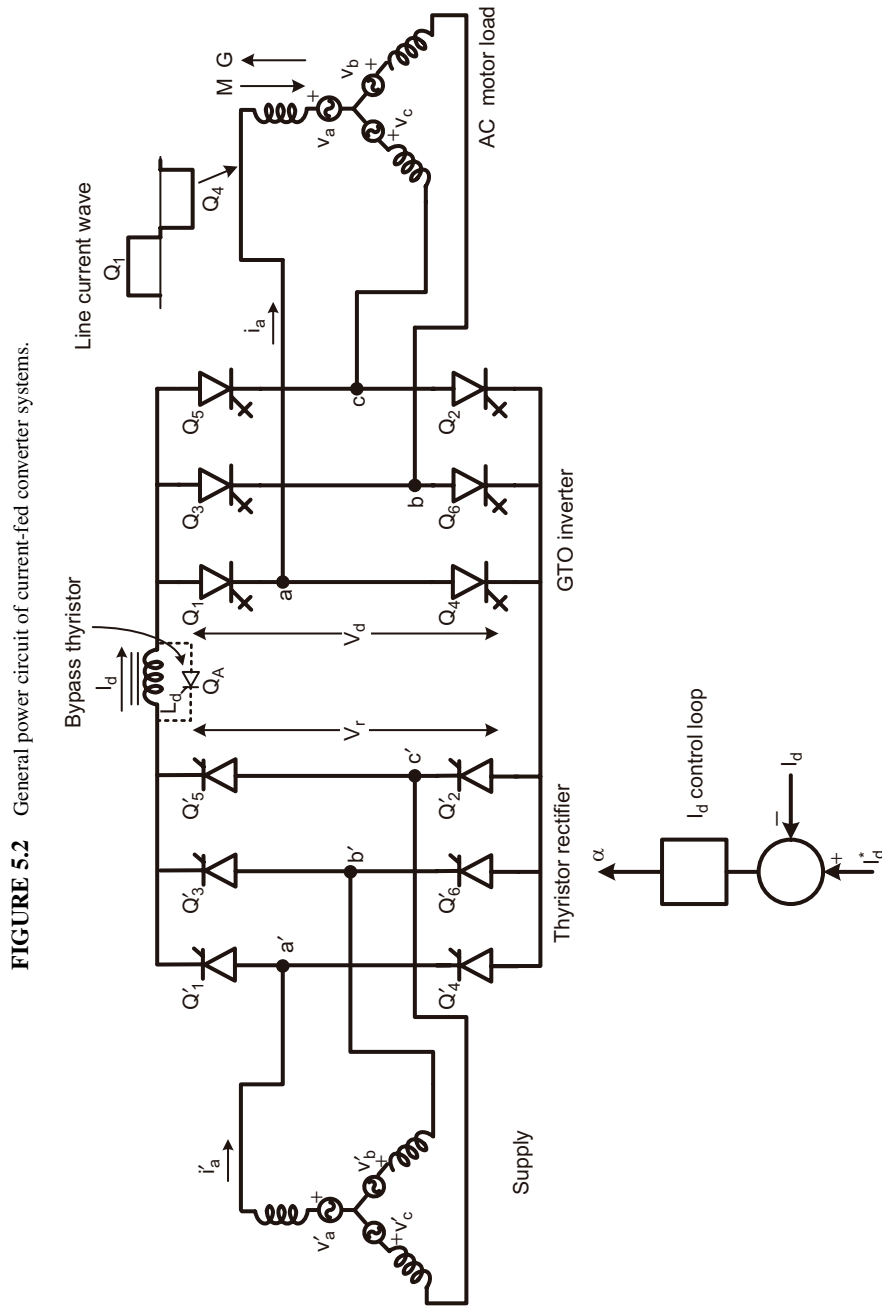 FIGURE 5.2 General power circuit of current-fed converter systems.
Line current wave
Q1
Q4
Bypass thyristor
Id
Ld
QA
M G
ia
i′a
Q′1
Q′3
Q′5
Q1
Q3
Q5
a′
b′
c′
a
b
c
Vr
Vd
Q′4
Q′6
Q′2
Q4
Q6
Q2
+
v′a
v′b
+
+
v′c
+
va
vb
+
+
vc
Supply
Thyristor rectifier
GTO inverter
AC motor load
α
Id control loop
I*d
+
−
Id